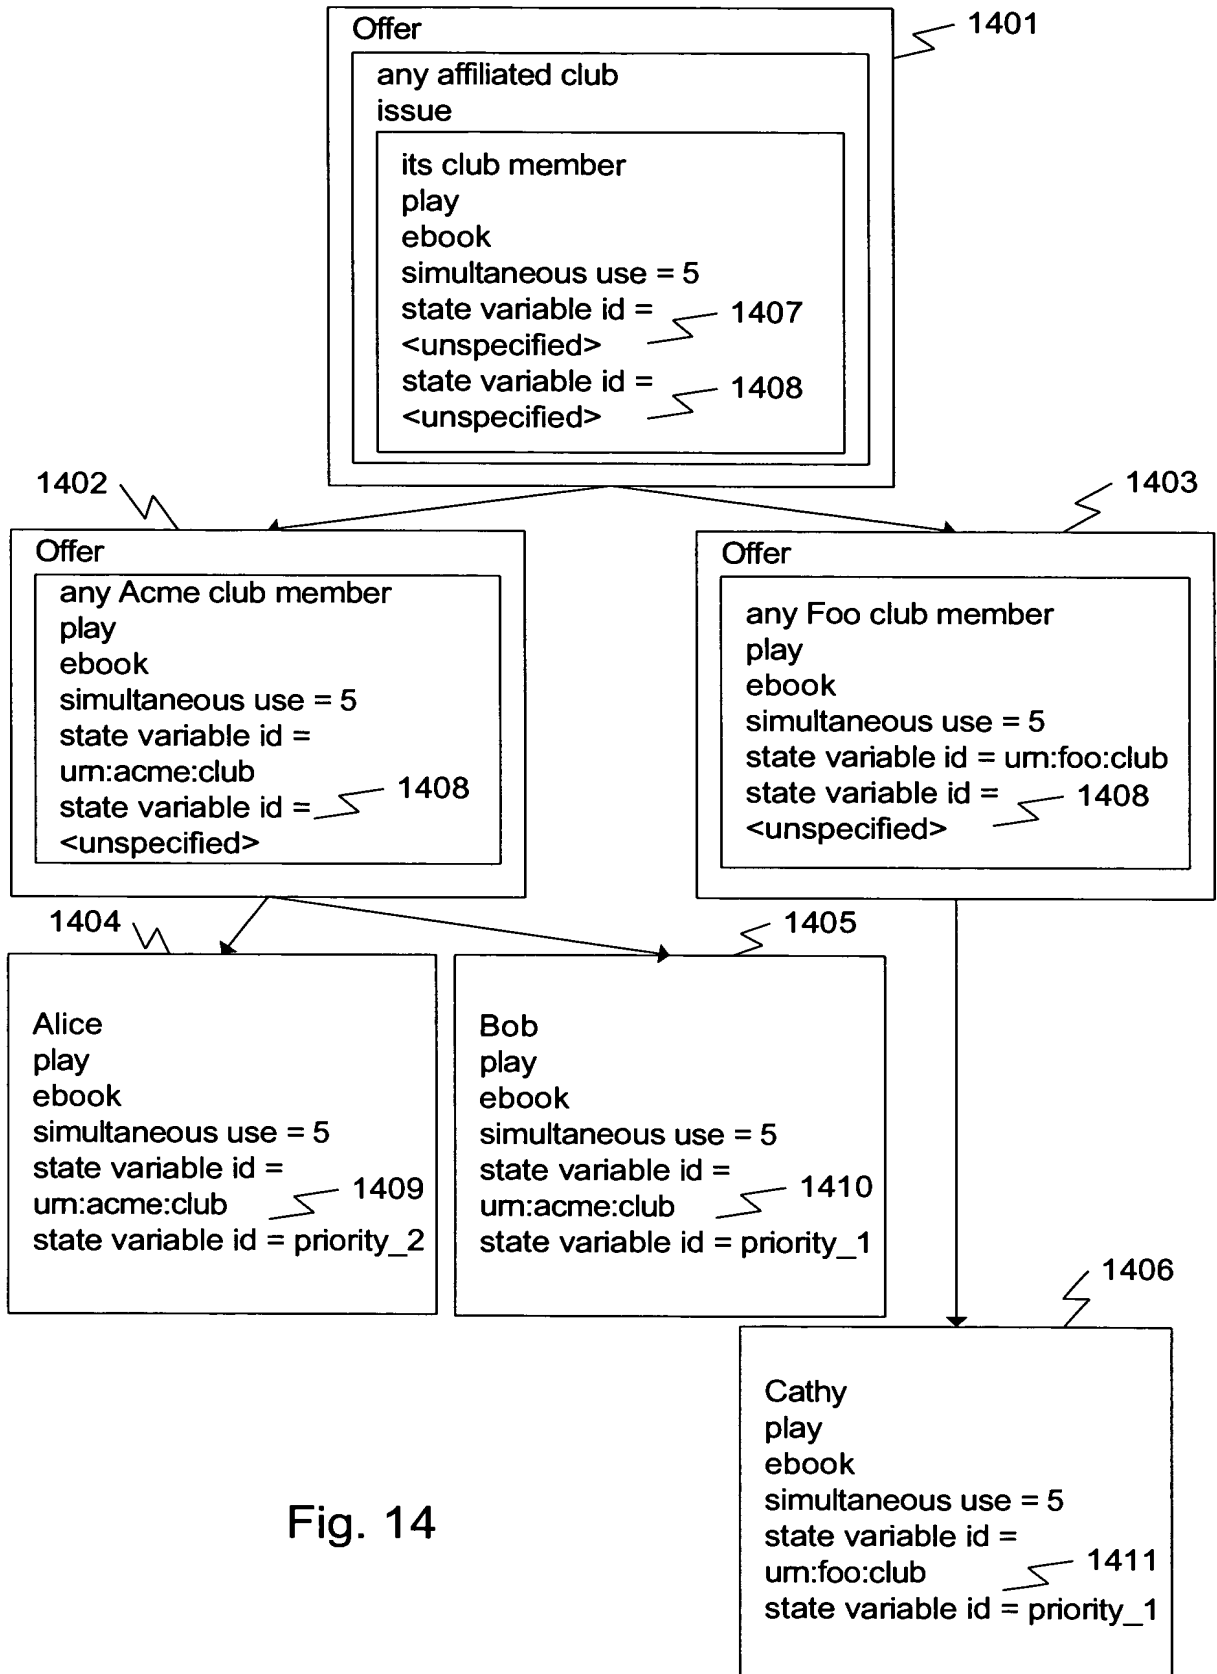 1401
Offer
any affiliated club
issue
its club member
play
ebook
simultaneous use = 5
state variable id =
<unspecified>
1407
state variable id =
<unspecified>
1408
1402
Offer
any Acme club member
play
ebook
simultaneous use = 5
state variable id =
urn:acme:club
state variable id =
1408
<unspecified>
1403
Offer
any Foo club member
play
ebook
simultaneous use = 5
state variable id = urn:foo:club
state variable id =
1408
<unspecified>
1404
Alice
play
ebook
simultaneous use = 5
state variable id =
urn:acme:club
1409
state variable id = priority_2
1405
Bob
play
ebook
simultaneous use = 5
state variable id =
urn:acme:club
1410
state variable id = priority_1
1406
Cathy
play
ebook
simultaneous use = 5
state variable id =
urn:foo:club
1411
state variable id = priority_1
Fig. 14